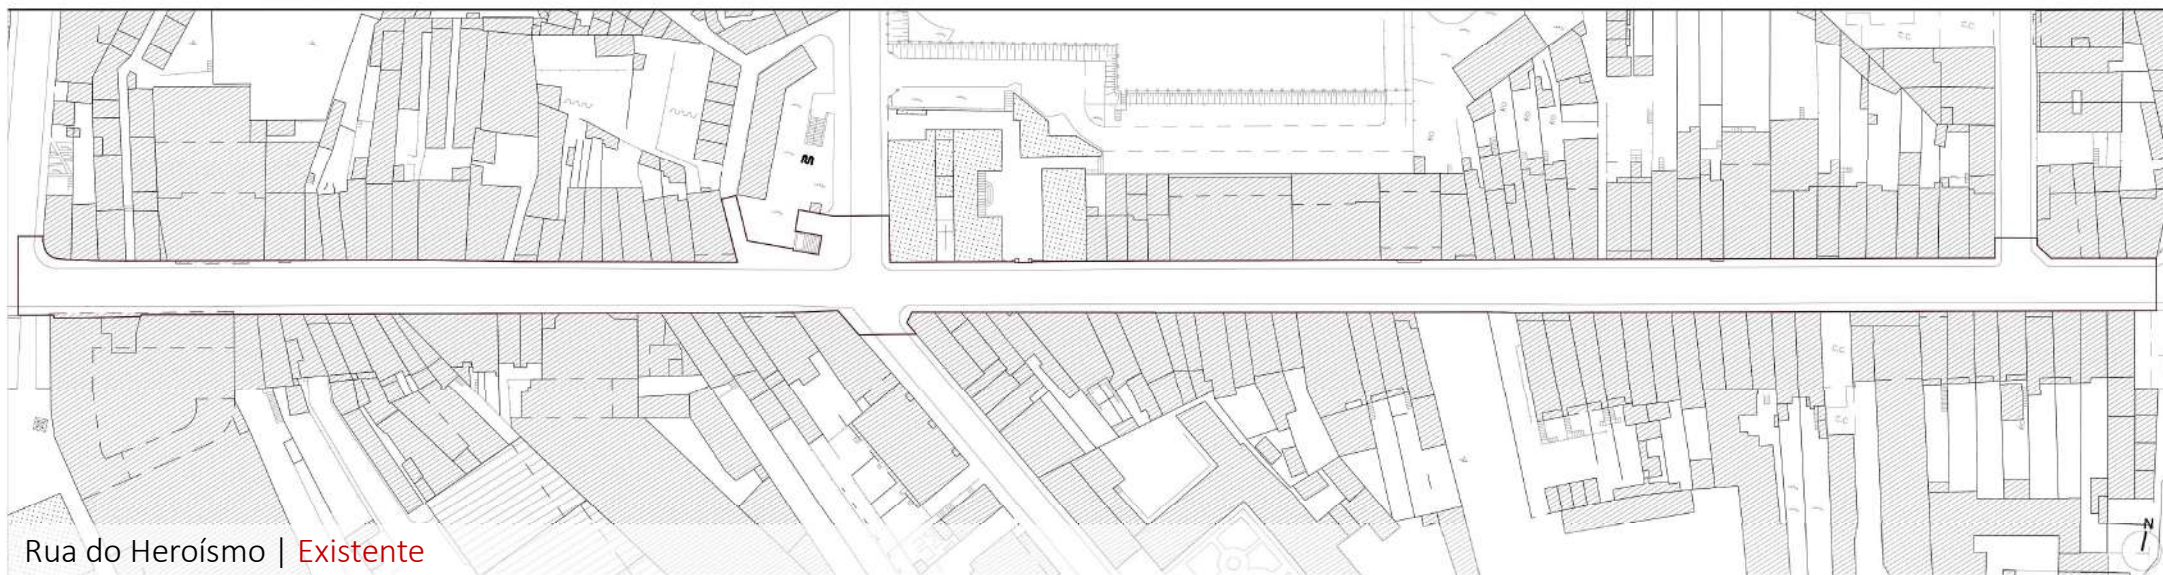 Rua do Heroísmo | Existente
N